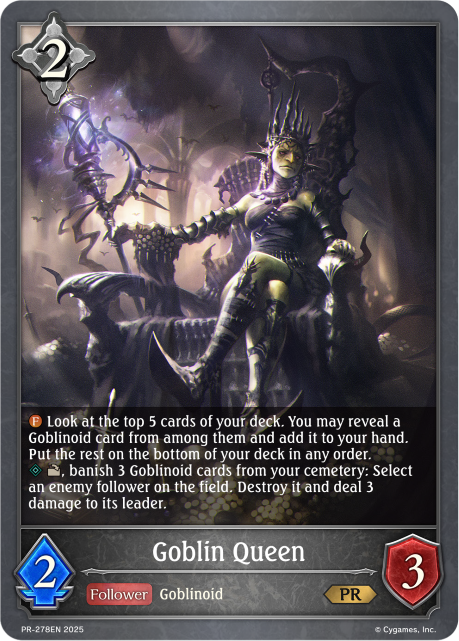 2
Look at the top 5 cards of your deck. You may reveal a
Goblinoid card from among them and add it to your hand.
Put the rest on the bottom of your deck in any order.
, banish 3 Goblinoid cards from your cemetery: Select
an enemy follower on the field. Destroy it and deal 3
damage to its leader.
Goblin Queen
2
Follower Goblinoid PR
3
PR-278EN 2025 © Cygames, Inc.